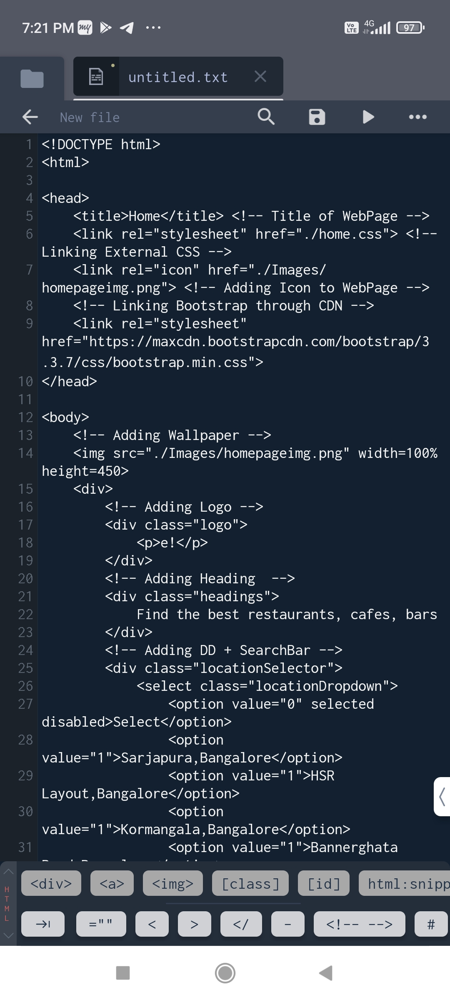 7:21 PM my
Vo LTE 4G 97
untitled.txt
New file
1 <!DOCTYPE html>
2 <html>
3
4 <head>
5     <title>Home</title> <!-- Title of WebPage -->
6     <link rel="stylesheet" href="./home.css"> <!--
Linking External CSS -->
7     <link rel="icon" href="./Images/
homepageimg.png"> <!-- Adding Icon to WebPage -->
8     <!-- Linking Bootstrap through CDN -->
9     <link rel="stylesheet"
href="https://maxcdn.bootstrapcdn.com/bootstrap/3
.3.7/css/bootstrap.min.css">
10 </head>
11
12 <body>
13     <!-- Adding Wallpaper -->
14     <img src="./Images/homepageimg.png" width=100%
height=450>
15     <div>
16         <!-- Adding Logo -->
17         <div class="logo">
18             <p>e!</p>
19         </div>
20         <!-- Adding Heading  -->
21         <div class="headings">
22             Find the best restaurants, cafes, bars
23         </div>
24         <!-- Adding DD + SearchBar -->
25         <div class="locationSelector">
26             <select class="locationDropdown">
27                 <option value="0" selected
disabled>Select</option>
28                 <option
value="1">Sarjapura,Bangalore</option>
29                 <option value="1">HSR
Layout,Bangalore</option>
30                 <option
value="1">Kormangala,Bangalore</option>
31                 <option value="1">Bannerghata
HTML
<div> <a> <img> [class] [id] html:snipp
="" < > </ - <!-- --> #